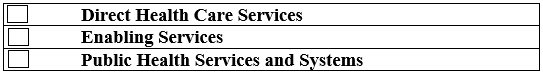 Direct Health Care Services
Enabling Services
Public Health Services and Systems